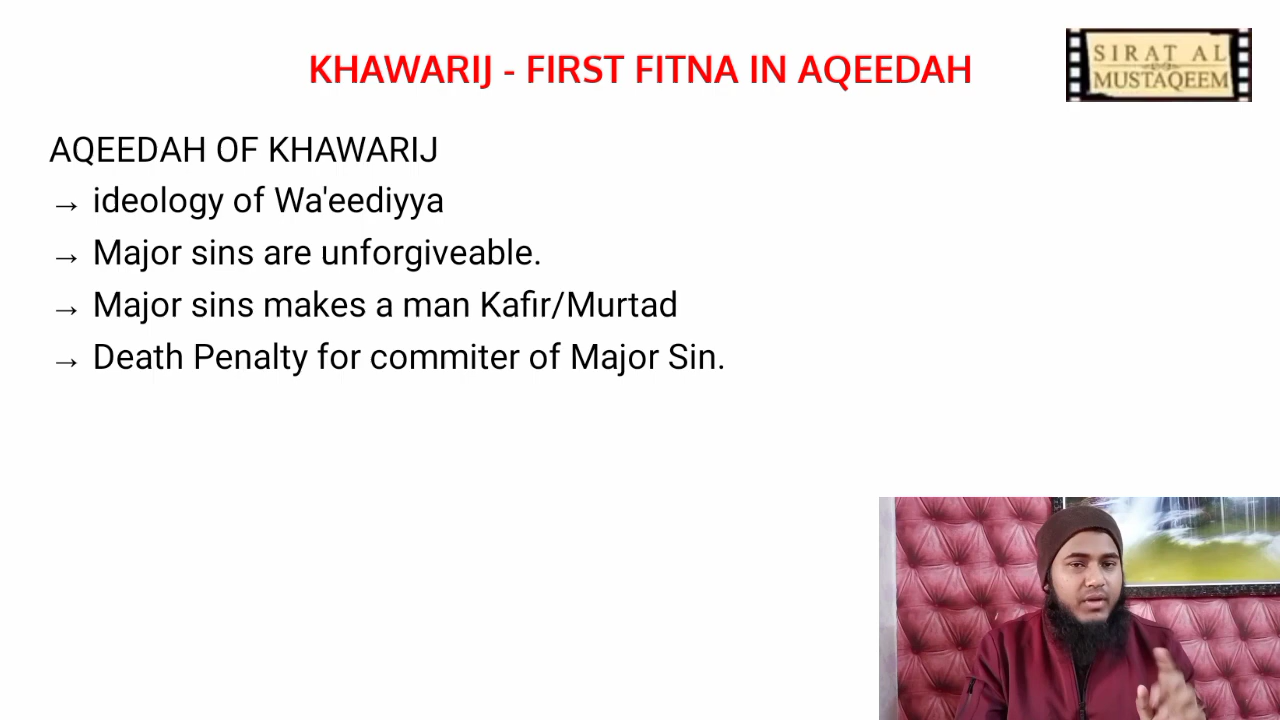 KHAWARIJ - FIRST FITNA IN AQEEDAH
SIRAT AL
MUSTAQEEM
AQEEDAH OF KHAWARIJ
→ ideology of Wa'eediyya
→ Major sins are unforgiveable.
→ Major sins makes a man Kafir/Murtad
→ Death Penalty for commiter of Major Sin.